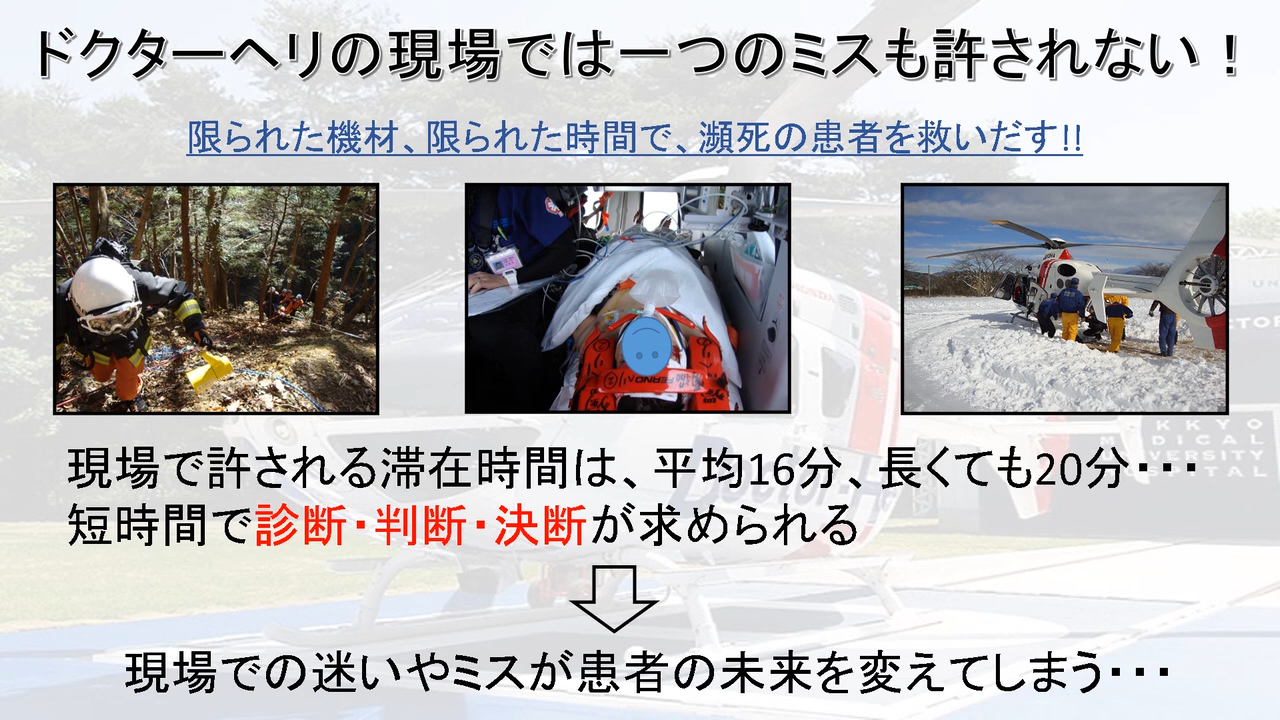 ドクターヘリの現場では一つのミスも許されない！
限られた機材、限られた時間で、瀕死の患者を救いだす!!
現場で許される滞在時間は、平均16分、長くても20分・・・
短時間で診断・判断・決断が求められる
現場での迷いやミスが患者の未来を変えてしまう・・・